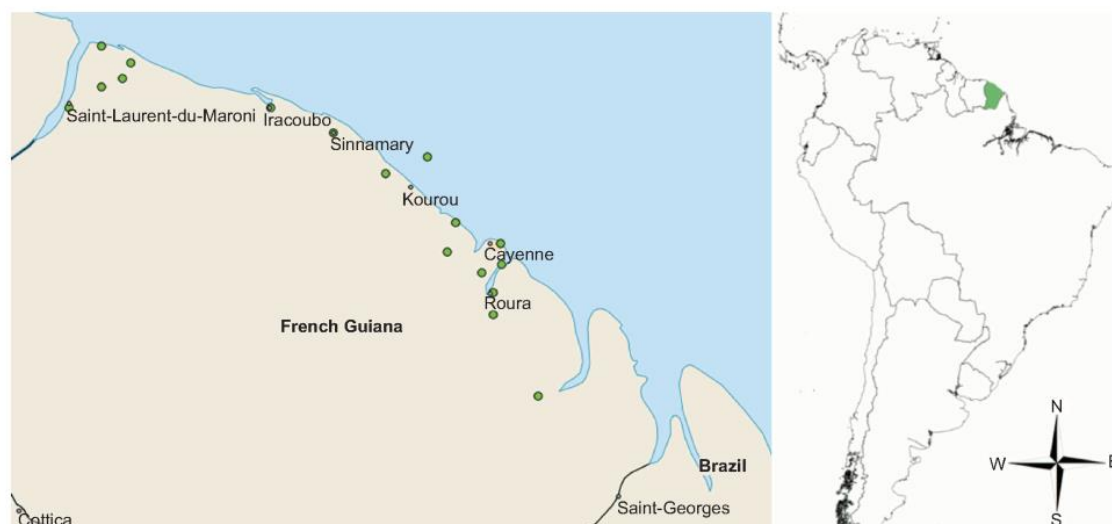 Saint-Laurent-du-Maroni
Iracoubo
Sinnamary
Kourou
Cayenne
Roura
French Guiana
Brazil
Saint-Georges
Cottica
N
W
E
S